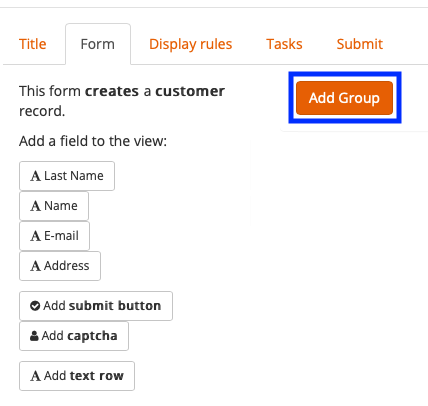 Title Form Display rules Tasks Submit
This form creates a customer
record.
Add Group
Add a field to the view:
Last Name
Name
E-mail
Address
Add submit button
Add captcha
Add text row